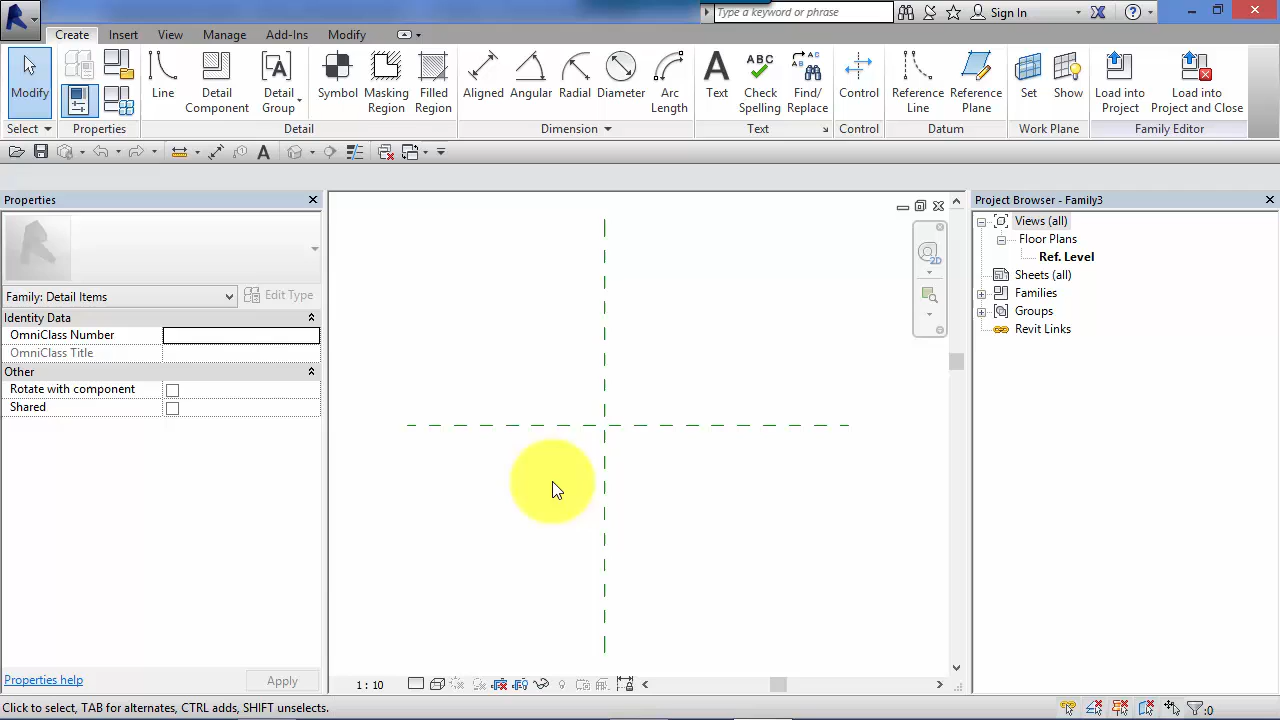 Type a keyword or phrase
Sign In
Create Insert View Manage Add-Ins Modify
Modify
Line
Detail Component
Detail Group
Symbol
Masking Region
Filled Region
Aligned
Angular
Radial
Diameter
Arc Length
Text
ABC
Check Spelling
Find/ Replace
Control
Reference Line
Reference Plane
Set
Show
Load into Project
Load into Project and Close
Select Properties Detail Dimension Text Control Datum Work Plane Family Editor
Properties
Family: Detail Items
Edit Type
Identity Data
OmniClass Number
OmniClass Title
Other
Rotate with component
Shared
Properties help
Apply
2D
1 : 10
Project Browser - Family3
Views (all)
Floor Plans
Ref. Level
Sheets (all)
Families
Groups
Revit Links
Click to select, TAB for alternates, CTRL adds, SHIFT unselects.
:0